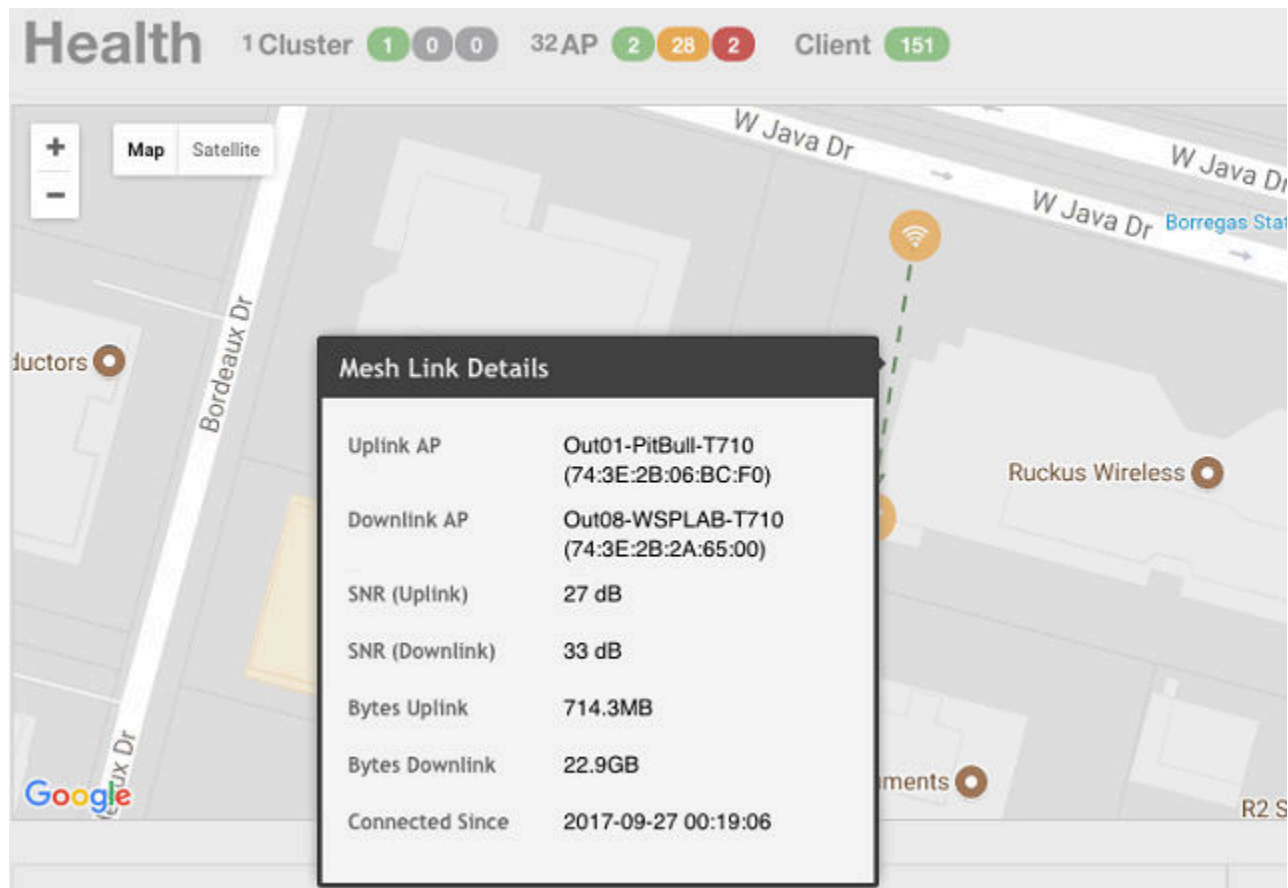 Health 1 Cluster 1 0 0 32 AP 2 28 2 Client 151
+
−
Map Satellite
W Java Dr
W Java Dr
W Java Dr
Borregas Stat
ductors
Bordeaux Dr
Mesh Link Details
Uplink AP Out01-PitBull-T710
(74:3E:2B:06:BC:F0)
Downlink AP Out08-WSPLAB-T710
(74:3E:2B:2A:65:00)
SNR (Uplink) 27 dB
SNR (Downlink) 33 dB
Bytes Uplink 714.3MB
Bytes Downlink 22.9GB
Connected Since 2017-09-27 00:19:06
Ruckus Wireless
ments
R2 S
Google
aux Dr